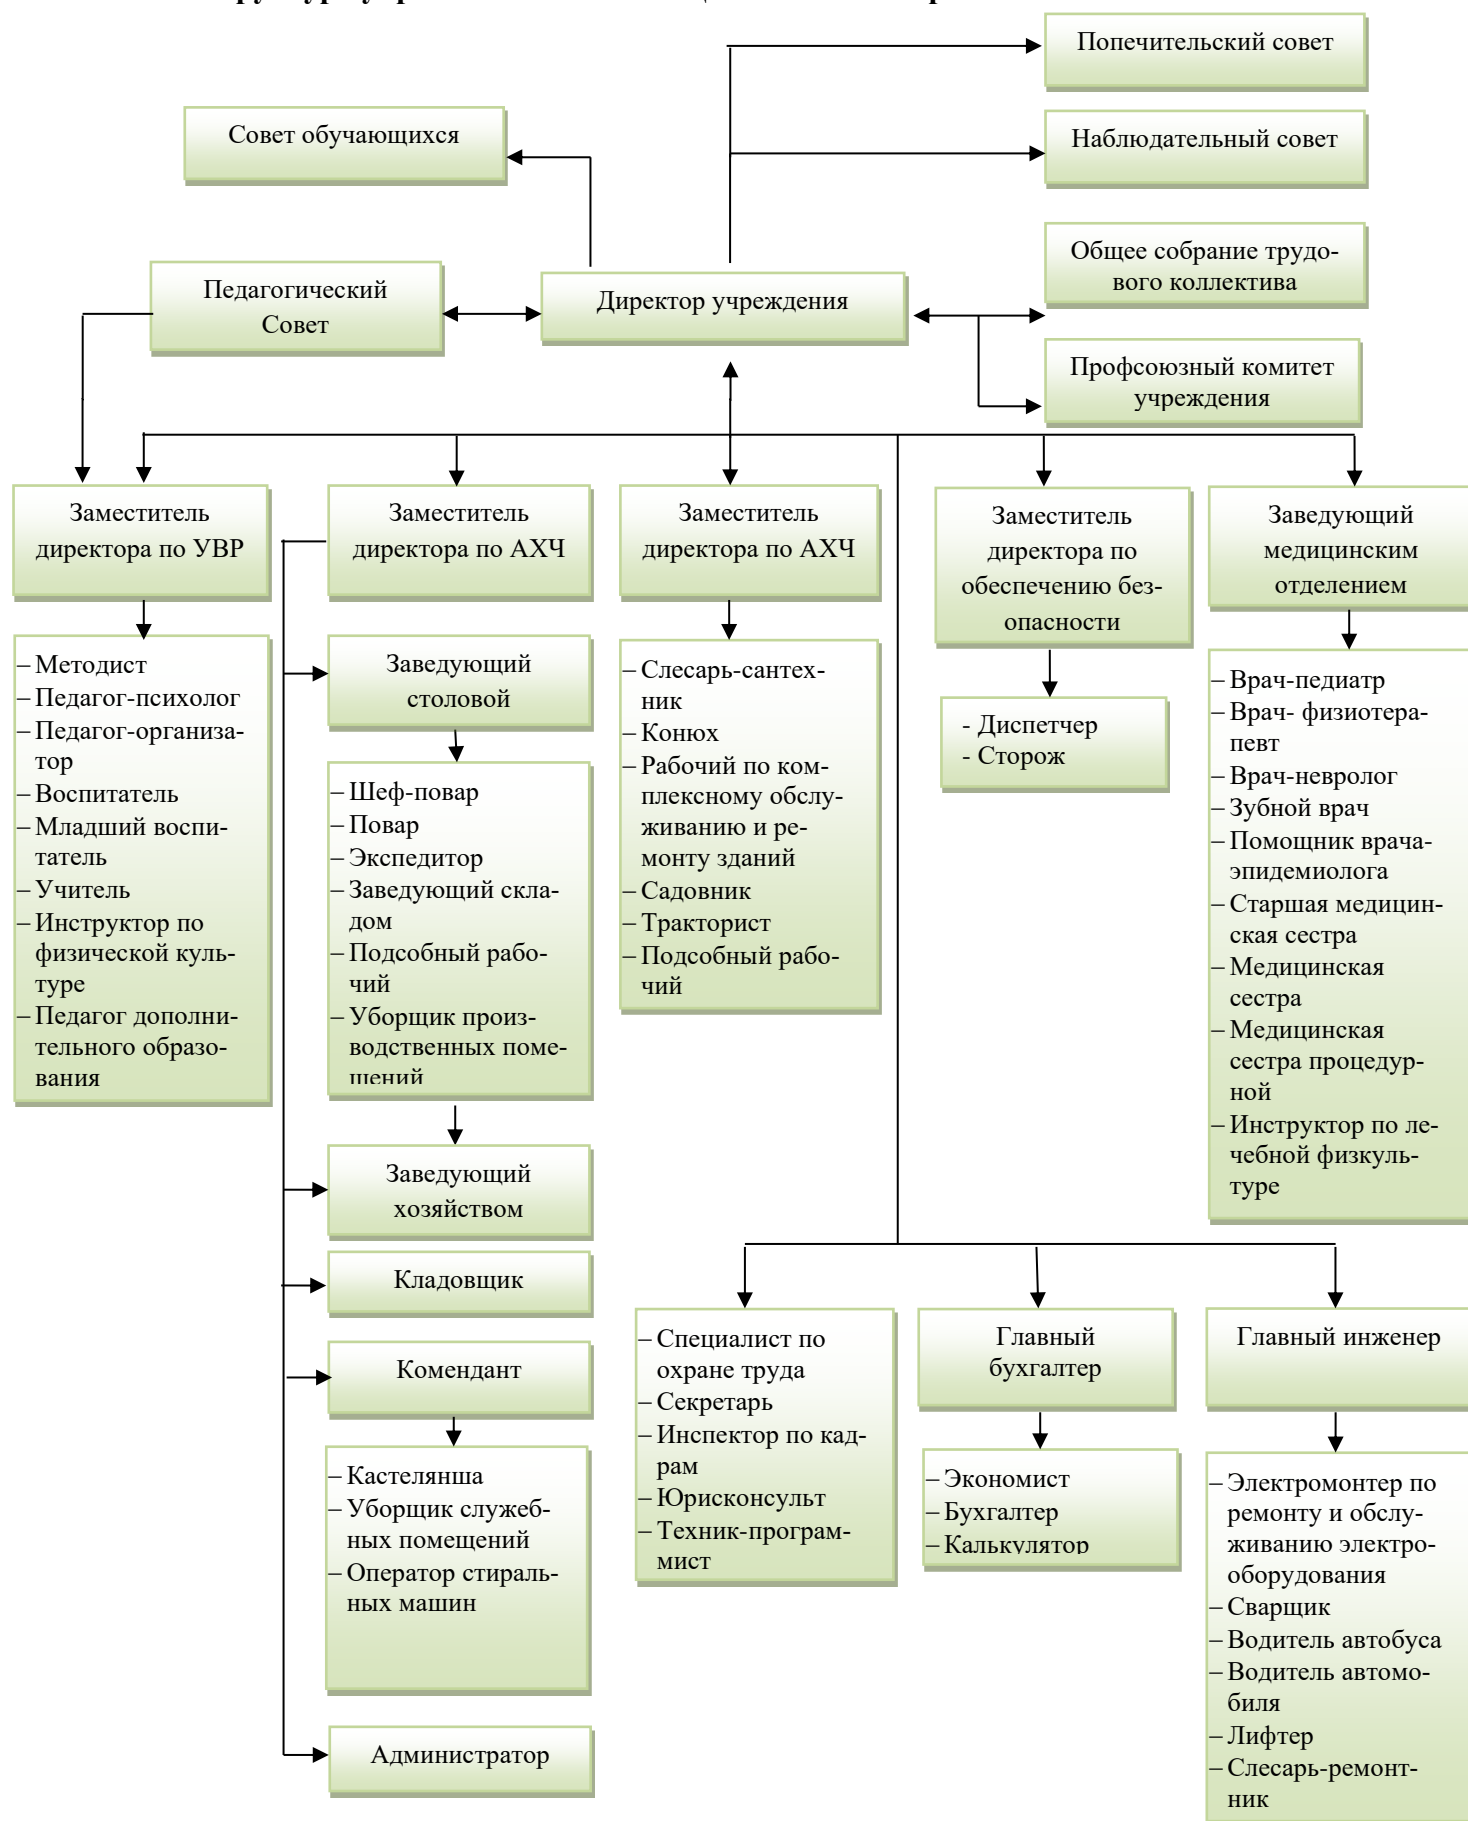 Попечительский совет
Совет обучающихся
Наблюдательный совет
Общее собрание трудо-
вого коллектива
Педагогический
Совет
Директор учреждения
Профсоюзный комитет
учреждения
Заместитель
директора по УВР
Заместитель
директора по АХЧ
Заместитель
директора по АХЧ
Заместитель
директора по
обеспечению без-
опасности
Заведующий
медицинским
отделением
– Методист
– Педагог-психолог
– Педагог-организа-
тор
– Воспитатель
– Младший воспи-
татель
– Учитель
– Инструктор по
физической куль-
туре
– Педагог дополни-
тельного образо-
вания
Заведующий
столовой
– Шеф-повар
– Повар
– Экспедитор
– Заведующий скла-
дом
– Подсобный рабо-
чий
– Уборщик произ-
водственных поме-
щений
– Слесарь-сантех-
ник
– Конюх
– Рабочий по ком-
плексному обслу-
живанию и ре-
монту зданий
– Садовник
– Тракторист
– Подсобный рабо-
чий
- Диспетчер
- Сторож
– Врач-педиатр
– Врач- физиотера-
певт
– Врач-невролог
– Зубной врач
– Помощник врача-
эпидемиолога
– Старшая медицин-
ская сестра
– Медицинская
сестра
– Медицинская
сестра процедур-
ной
– Инструктор по ле-
чебной физкуль-
туре
Заведующий
хозяйством
Кладовщик
Комендант
– Кастелянша
– Уборщик служеб-
ных помещений
– Оператор стираль-
ных машин
Администратор
– Специалист по
охране труда
– Секретарь
– Инспектор по кад-
рам
– Юрисконсульт
– Техник-програм-
мист
Главный
бухгалтер
– Экономист
– Бухгалтер
– Калькулятор
Главный инженер
– Электромонтер по
ремонту и обслу-
живанию электро-
оборудования
– Сварщик
– Водитель автобуса
– Водитель автомо-
биля
– Лифтер
– Слесарь-ремонт-
ник